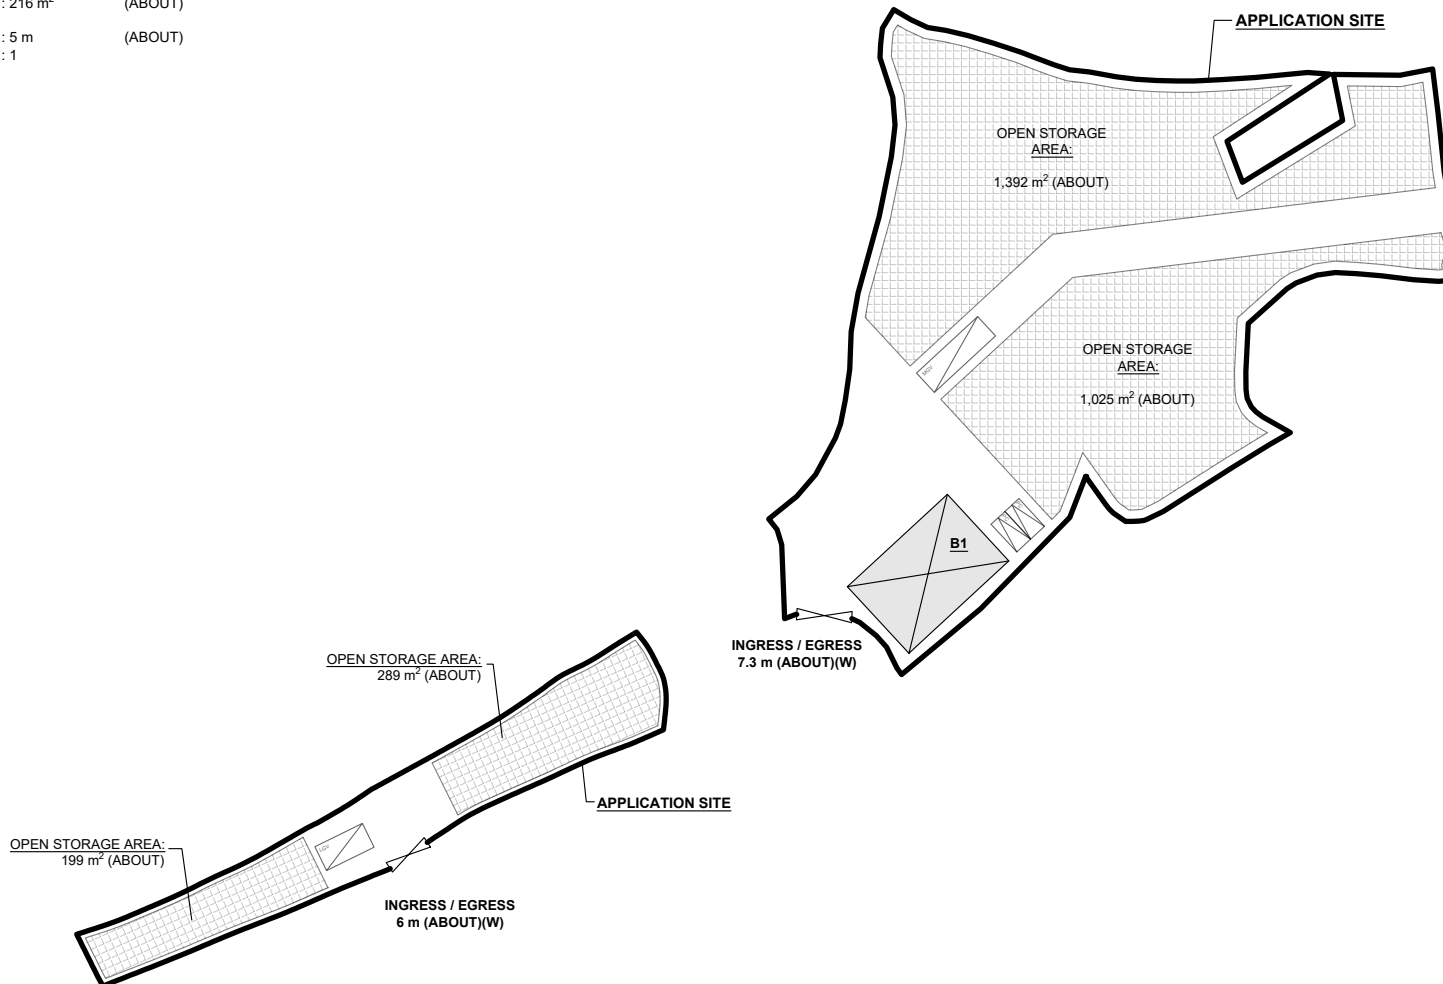 : 216 m² (ABOUT)
: 5 m (ABOUT)
: 1
APPLICATION SITE
OPEN STORAGE
AREA:
1,392 m² (ABOUT)
OPEN STORAGE
AREA:
1,025 m² (ABOUT)
MGV
B1
INGRESS / EGRESS
7.3 m (ABOUT)(W)
OPEN STORAGE AREA:
289 m² (ABOUT)
APPLICATION SITE
OPEN STORAGE AREA:
199 m² (ABOUT)
LGV
INGRESS / EGRESS
6 m (ABOUT)(W)